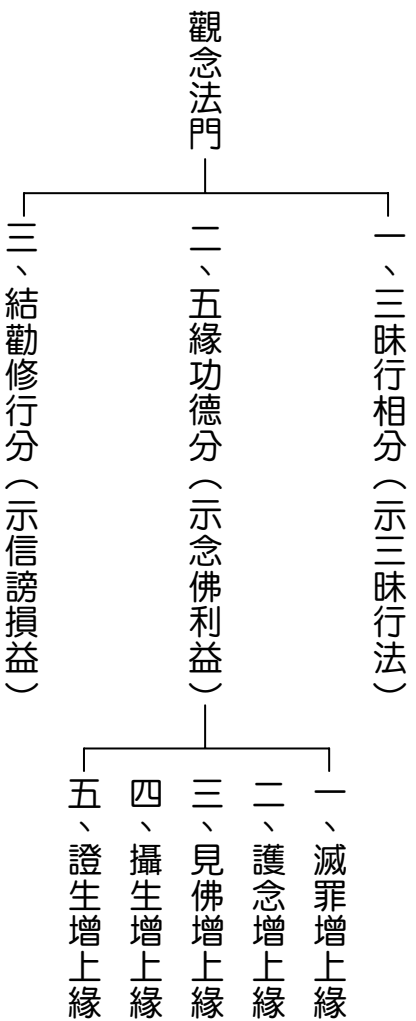 觀念法門
一、三昧行相分（示三昧行法）
二、五緣功德分（示念佛利益）
三、結勸修行分（示信謗損益）
一、滅罪增上緣
二、護念增上緣
三、見佛增上緣
四、攝生增上緣
五、證生增上緣